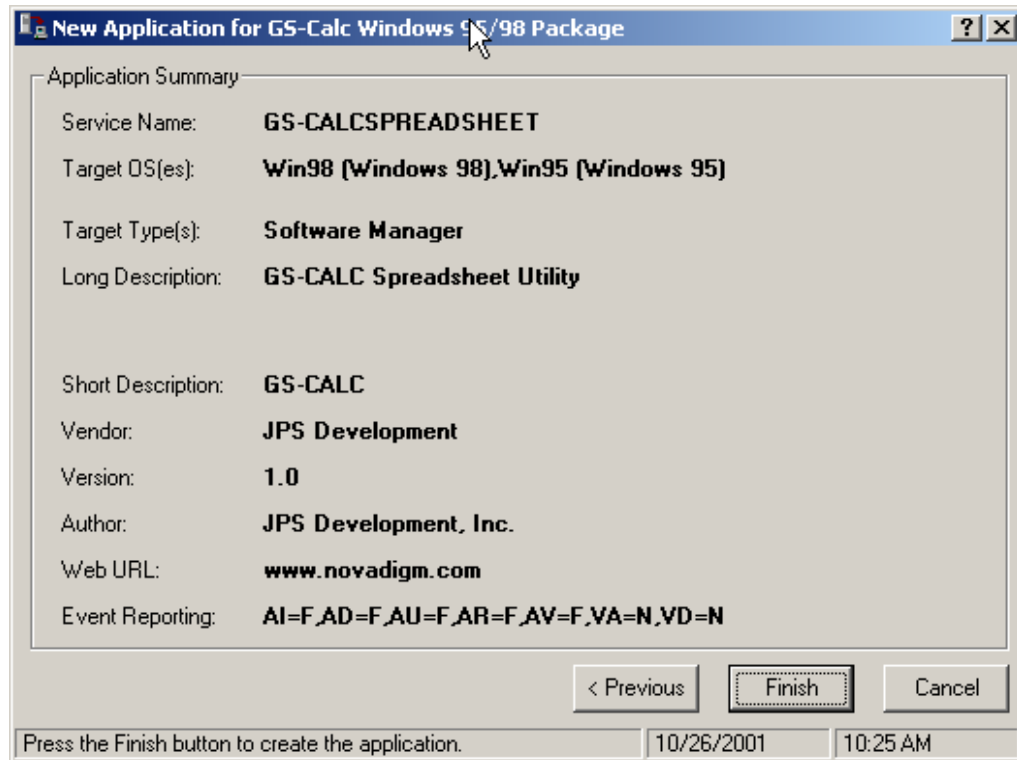 New Application for GS-Calc Windows 95/98 Package
Application Summary
Service Name: GS-CALCSPREADSHEET
Target OS(es): Win98 (Windows 98),Win95 (Windows 95)
Target Type(s): Software Manager
Long Description: GS-CALC Spreadsheet Utility
Short Description: GS-CALC
Vendor: JPS Development
Version: 1.0
Author: JPS Development, Inc.
Web URL: www.novadigm.com
Event Reporting: AI=F,AD=F,AU=F,AR=F,AV=F,VA=N,VD=N
< Previous Finish Cancel
Press the Finish button to create the application. 10/26/2001 10:25 AM